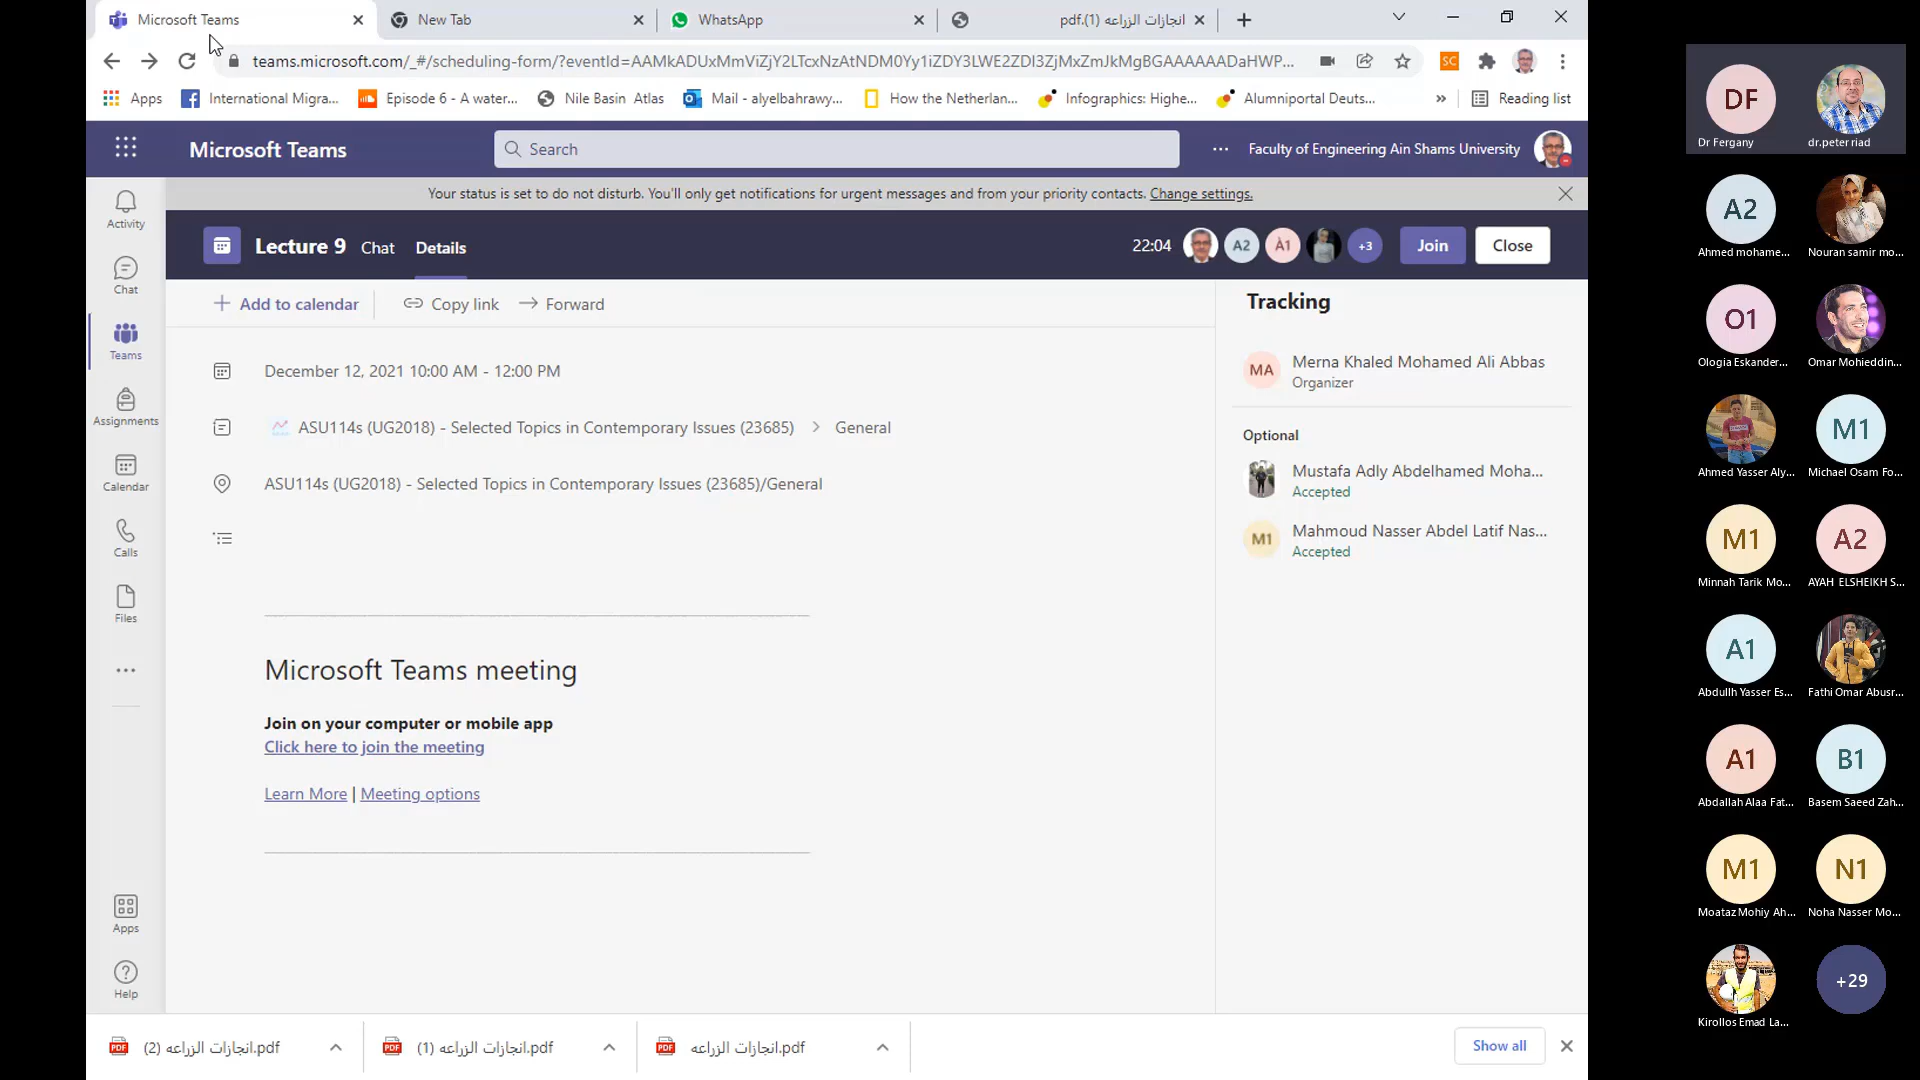 Microsoft Teams
New Tab
WhatsApp
انجازات الزراعه (1).pdf
teams.microsoft.com/_#/scheduling-form/?eventId=AAMkADUxMmViZjY2LTcxNzAtNDM0Yy1iZDY3LWE2ZDI3ZjMxZmJkMgBGAAAAAADaHWP...
SC
Apps
International Migra...
Episode 6 - A water...
Nile Basin Atlas
Mail - alyelbahrawy...
How the Netherlan...
Infographics: Highe...
Alumniportal Deuts...
»
Reading list
Microsoft Teams
Search
Faculty of Engineering Ain Shams University
Your status is set to do not disturb. You'll only get notifications for urgent messages and from your priority contacts. Change settings.
Activity
Chat
Teams
Assignments
Calendar
Calls
Files
Apps
Help
Lecture 9
Chat
Details
22:04
A2
À1
+3
Join
Close
Add to calendar
Copy link
Forward
December 12, 2021 10:00 AM - 12:00 PM
ASU114s (UG2018) - Selected Topics in Contemporary Issues (23685) > General
ASU114s (UG2018) - Selected Topics in Contemporary Issues (23685)/General
Microsoft Teams meeting
Join on your computer or mobile app
Click here to join the meeting
Learn More | Meeting options
Tracking
MA
Merna Khaled Mohamed Ali Abbas
Organizer
Optional
Mustafa Adly Abdelhamed Moha...
Accepted
M1
Mahmoud Nasser Abdel Latif Nas...
Accepted
PDF
انجازات الزراعه (2).pdf
PDF
انجازات الزراعه (1).pdf
PDF
انجازات الزراعه.pdf
Show all
DF
Dr Fergany
dr.peter riad
A2
Ahmed mohame...
Nouran samir mo...
O1
Ologia Eskander...
Omar Mohieddin...
Ahmed Yasser Aly...
M1
Michael Osam Fo...
M1
Minnah Tarik Mo...
A2
AYAH ELSHEIKH S...
A1
Abdullh Yasser Es...
Fathi Omar Abusr...
A1
Abdallah Alaa Fat...
B1
Basem Saeed Zah...
M1
Moataz Mohiy Ah...
N1
Noha Nasser Mo...
Kirollos Emad La...
+29